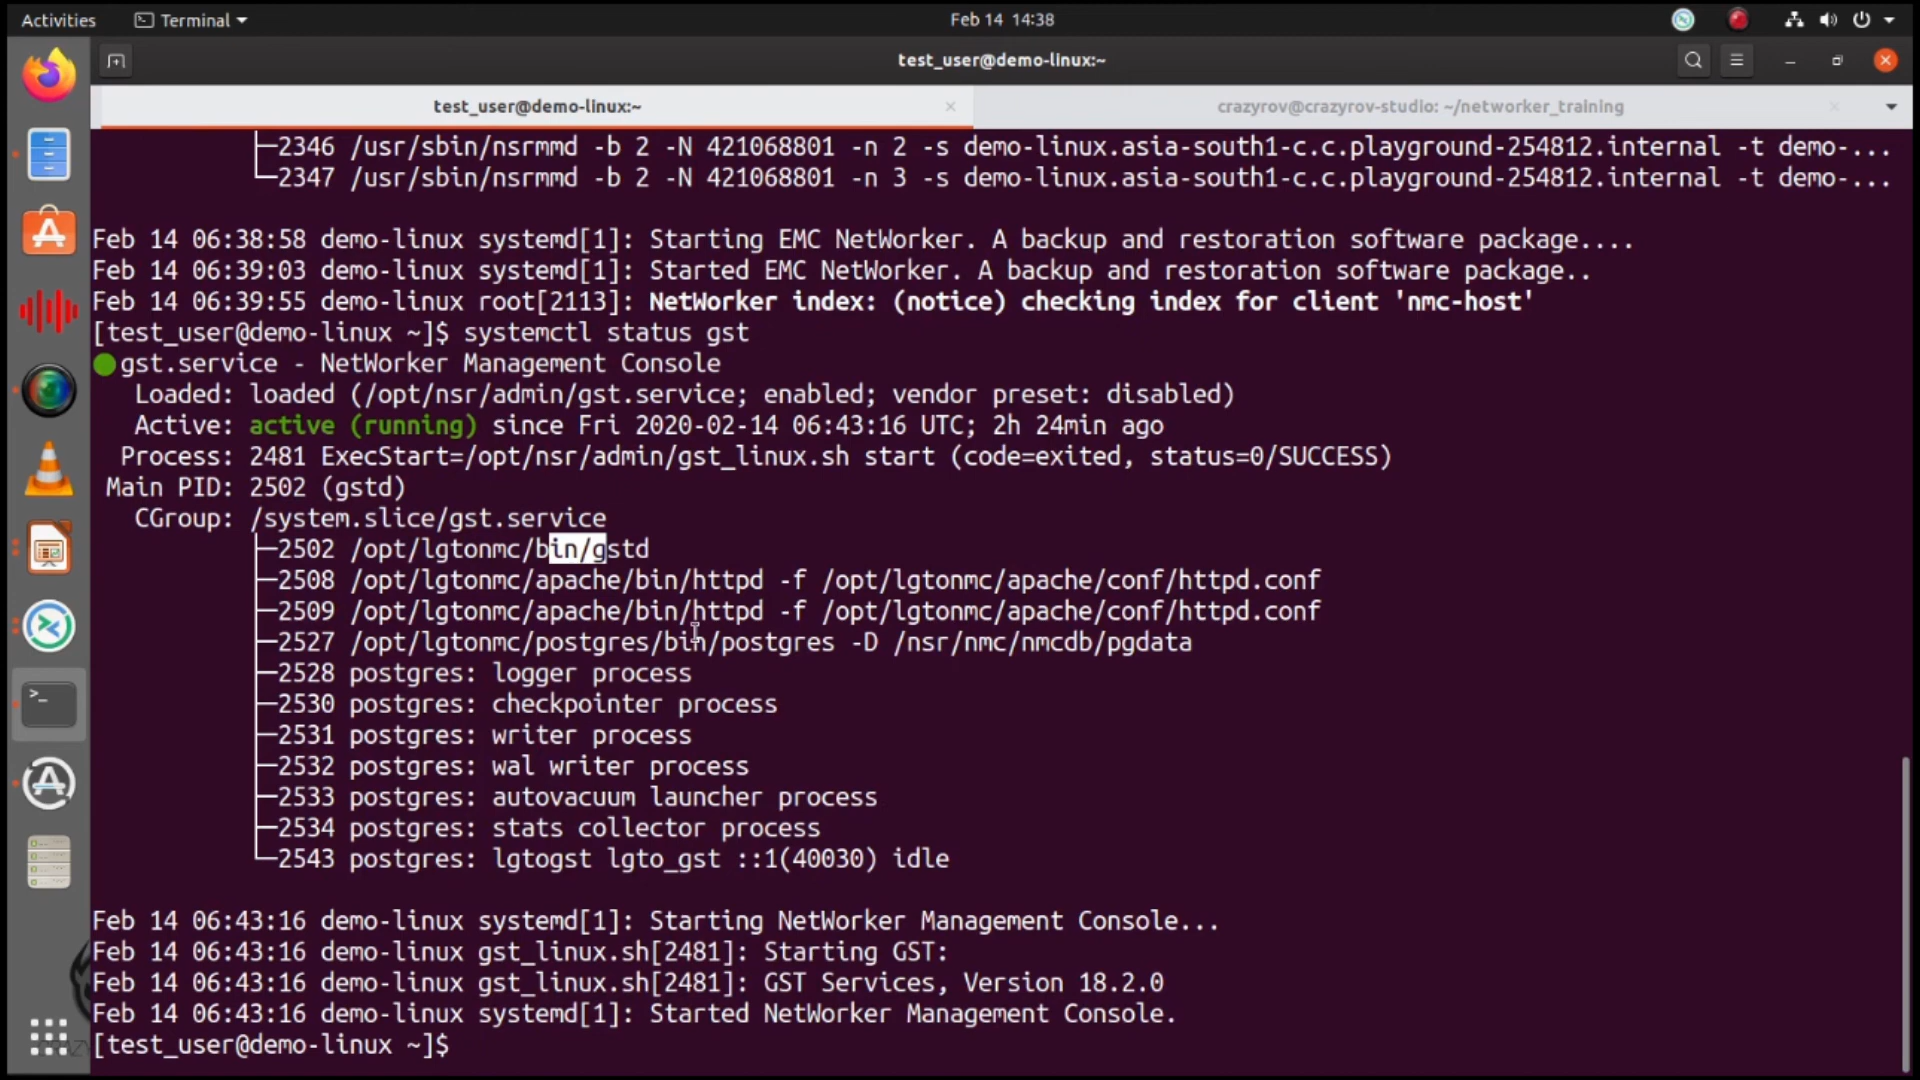 Activities Terminal Feb 14 14:38
test_user@demo-linux:~
test_user@demo-linux:~ crazyrov@crazyrov-studio: ~/networker_training
├─2346 /usr/sbin/nsrmmd -b 2 -N 421068801 -n 2 -s demo-linux.asia-south1-c.c.playground-254812.internal -t demo-...
└─2347 /usr/sbin/nsrmmd -b 2 -N 421068801 -n 3 -s demo-linux.asia-south1-c.c.playground-254812.internal -t demo-...
Feb 14 06:38:58 demo-linux systemd[1]: Starting EMC NetWorker. A backup and restoration software package....
Feb 14 06:39:03 demo-linux systemd[1]: Started EMC NetWorker. A backup and restoration software package..
Feb 14 06:39:55 demo-linux root[2113]: NetWorker index: (notice) checking index for client 'nmc-host'
[test_user@demo-linux ~]$ systemctl status gst
● gst.service - NetWorker Management Console
Loaded: loaded (/opt/nsr/admin/gst.service; enabled; vendor preset: disabled)
Active: active (running) since Fri 2020-02-14 06:43:16 UTC; 2h 24min ago
Process: 2481 ExecStart=/opt/nsr/admin/gst_linux.sh start (code=exited, status=0/SUCCESS)
Main PID: 2502 (gstd)
CGroup: /system.slice/gst.service
├─2502 /opt/lgtonmc/bin/gstd
├─2508 /opt/lgtonmc/apache/bin/httpd -f /opt/lgtonmc/apache/conf/httpd.conf
├─2509 /opt/lgtonmc/apache/bin/httpd -f /opt/lgtonmc/apache/conf/httpd.conf
├─2527 /opt/lgtonmc/postgres/bin/postgres -D /nsr/nmc/nmcdb/pgdata
├─2528 postgres: logger process
├─2530 postgres: checkpointer process
├─2531 postgres: writer process
├─2532 postgres: wal writer process
├─2533 postgres: autovacuum launcher process
├─2534 postgres: stats collector process
└─2543 postgres: lgtogst lgto_gst ::1(40030) idle
Feb 14 06:43:16 demo-linux systemd[1]: Starting NetWorker Management Console...
Feb 14 06:43:16 demo-linux gst_linux.sh[2481]: Starting GST:
Feb 14 06:43:16 demo-linux gst_linux.sh[2481]: GST Services, Version 18.2.0
Feb 14 06:43:16 demo-linux systemd[1]: Started NetWorker Management Console.
[test_user@demo-linux ~]$